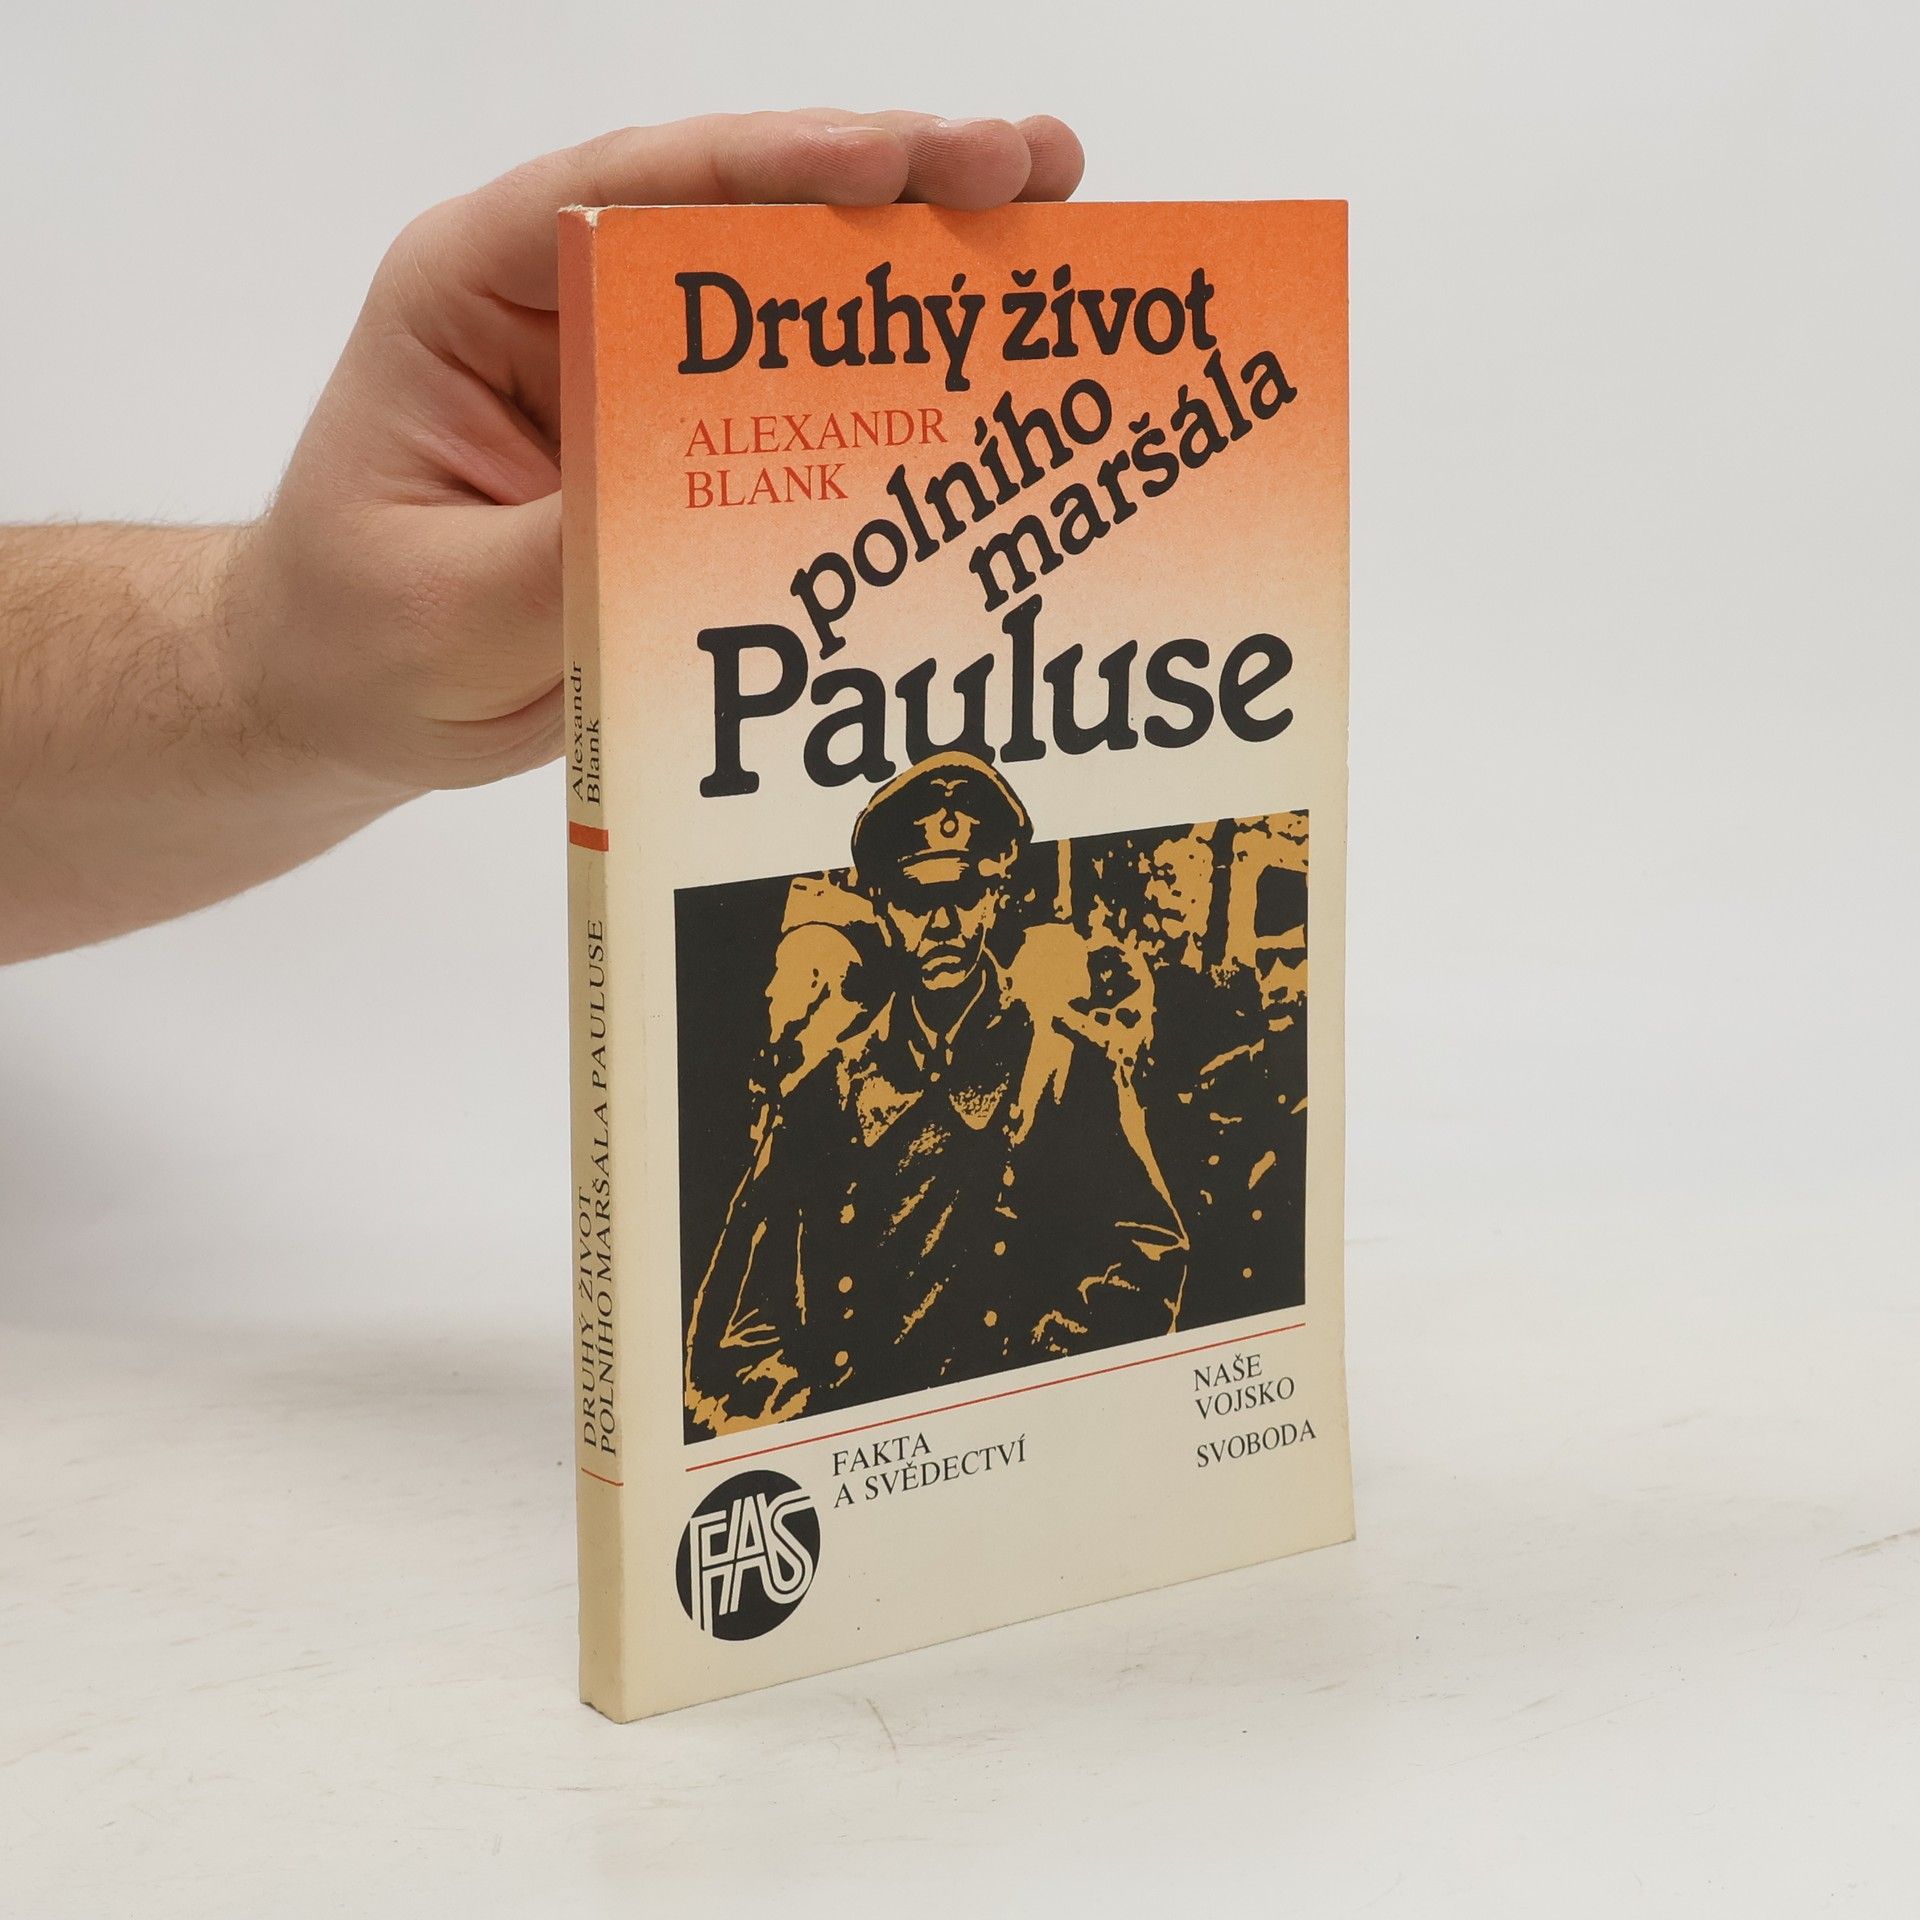 Druhý život
ALEXANDR
BLANK
polního
maršála
Pauluse
FAKTA
A SVĚDECTVÍ
NAŠE
VOJSKO
SVOBODA
FAS
Alexandr
Blank
DRUHÝ ŽIVOT
POLNÍHO MARŠÁLA PAULUSE